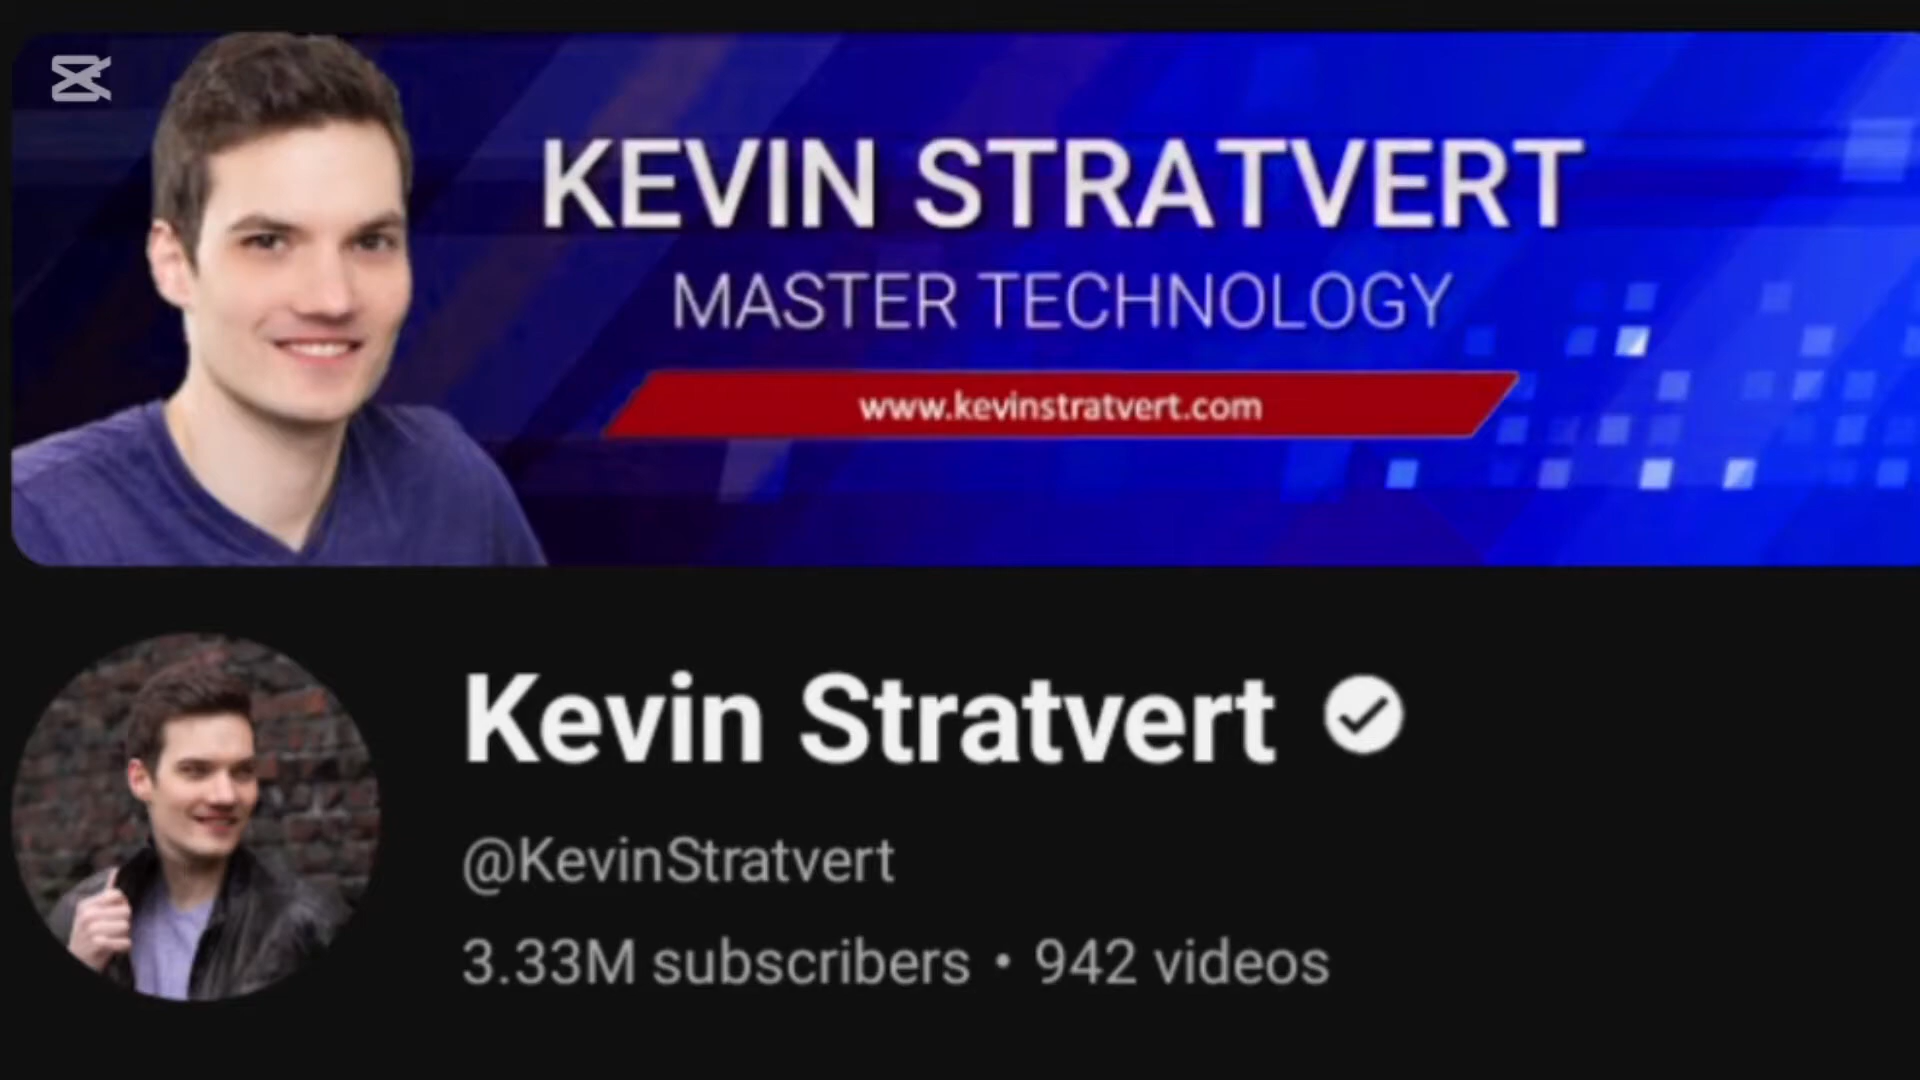 KEVIN STRATVERT
MASTER TECHNOLOGY
www.kevinstratvert.com
Kevin Stratvert
@KevinStratvert
3.33M subscribers • 942 videos